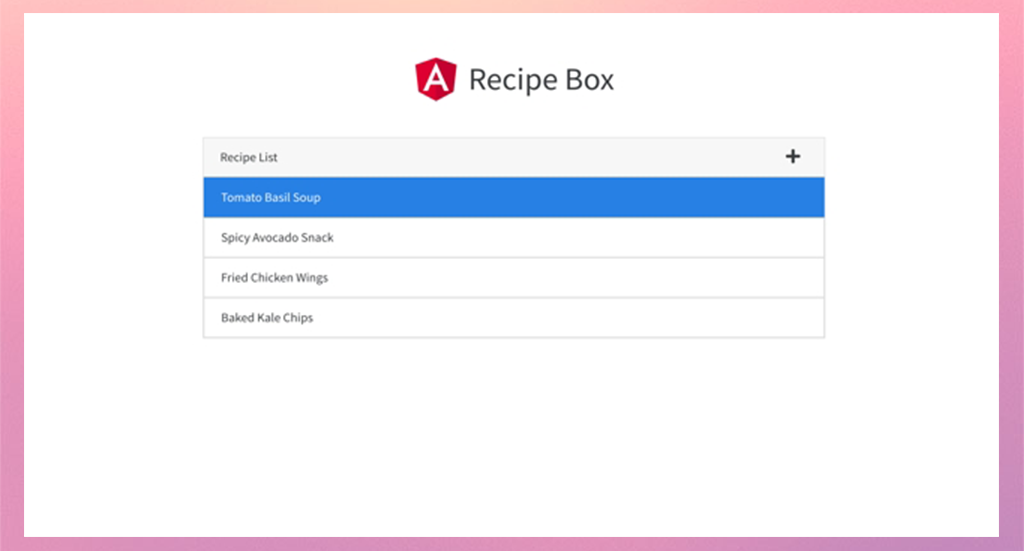 Recipe Box
Recipe List
Tomato Basil Soup
Spicy Avocado Snack
Fried Chicken Wings
Baked Kale Chips